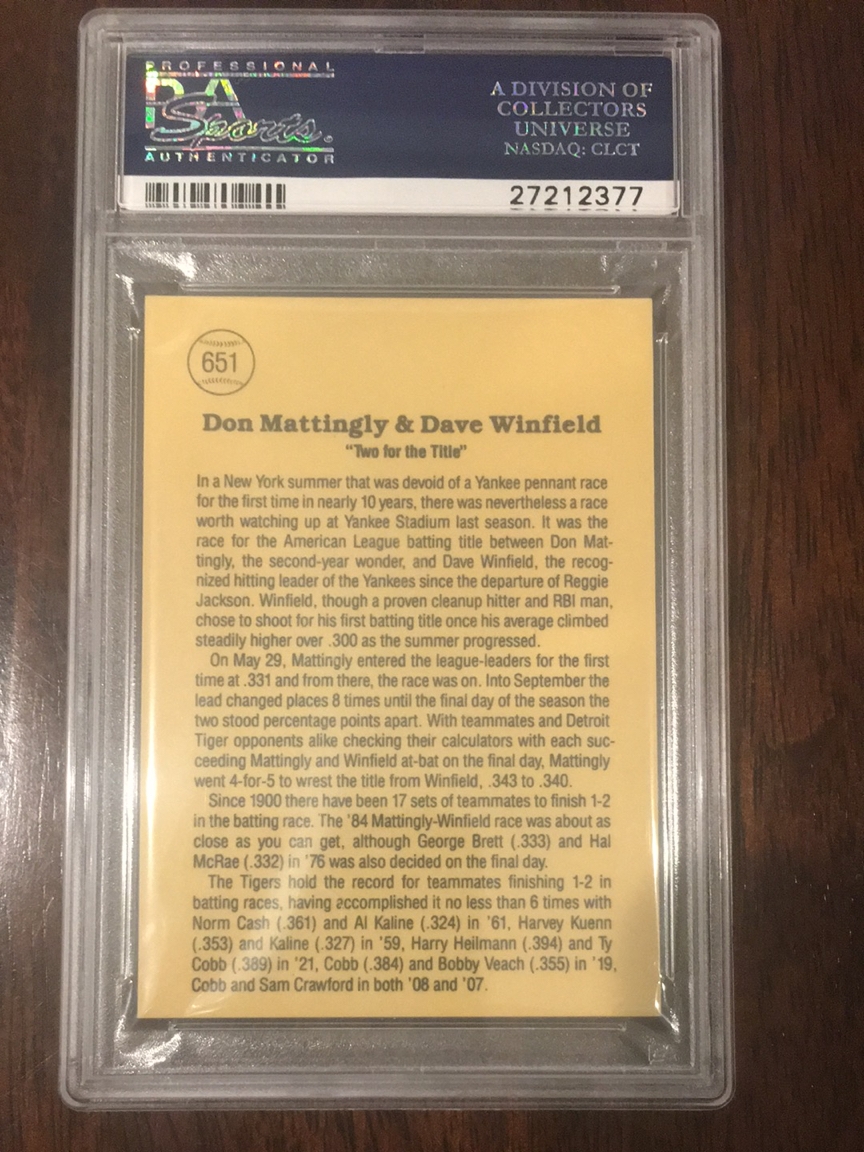 PROFESSIONAL
PSA
Sports.
AUTHENTICATOR
A DIVISION OF
COLLECTORS
UNIVERSE
NASDAQ: CLCT
27212377
651
Don Mattingly & Dave Winfield
“Two for the Title”
In a New York summer that was devoid of a Yankee pennant race
for the first time in nearly 10 years, there was nevertheless a race
worth watching up at Yankee Stadium last season. It was the
race for the American League batting title between Don Mat-
tingly, the second-year wonder, and Dave Winfield, the recog-
nized hitting leader of the Yankees since the departure of Reggie
Jackson. Winfield, though a proven cleanup hitter and RBI man,
chose to shoot for his first batting title once his average climbed
steadily higher over .300 as the summer progressed.
On May 29, Mattingly entered the league-leaders for the first
time at .331 and from there, the race was on. Into September the
lead changed places 8 times until the final day of the season the
two stood percentage points apart. With teammates and Detroit
Tiger opponents alike checking their calculators with each suc-
ceeding Mattingly and Winfield at-bat on the final day, Mattingly
went 4-for-5 to wrest the title from Winfield, .343 to .340.
Since 1900 there have been 17 sets of teammates to finish 1-2
in the batting race. The '84 Mattingly-Winfield race was about as
close as you can get, although George Brett (.333) and Hal
McRae (.332) in '76 was also decided on the final day.
The Tigers hold the record for teammates finishing 1-2 in
batting races, having accomplished it no less than 6 times with
Norm Cash (.361) and Al Kaline (.324) in '61, Harvey Kuenn
(.353) and Kaline (.327) in '59, Harry Heilmann (.394) and Ty
Cobb (.389) in '21, Cobb (.384) and Bobby Veach (.355) in '19,
Cobb and Sam Crawford in both '08 and '07.